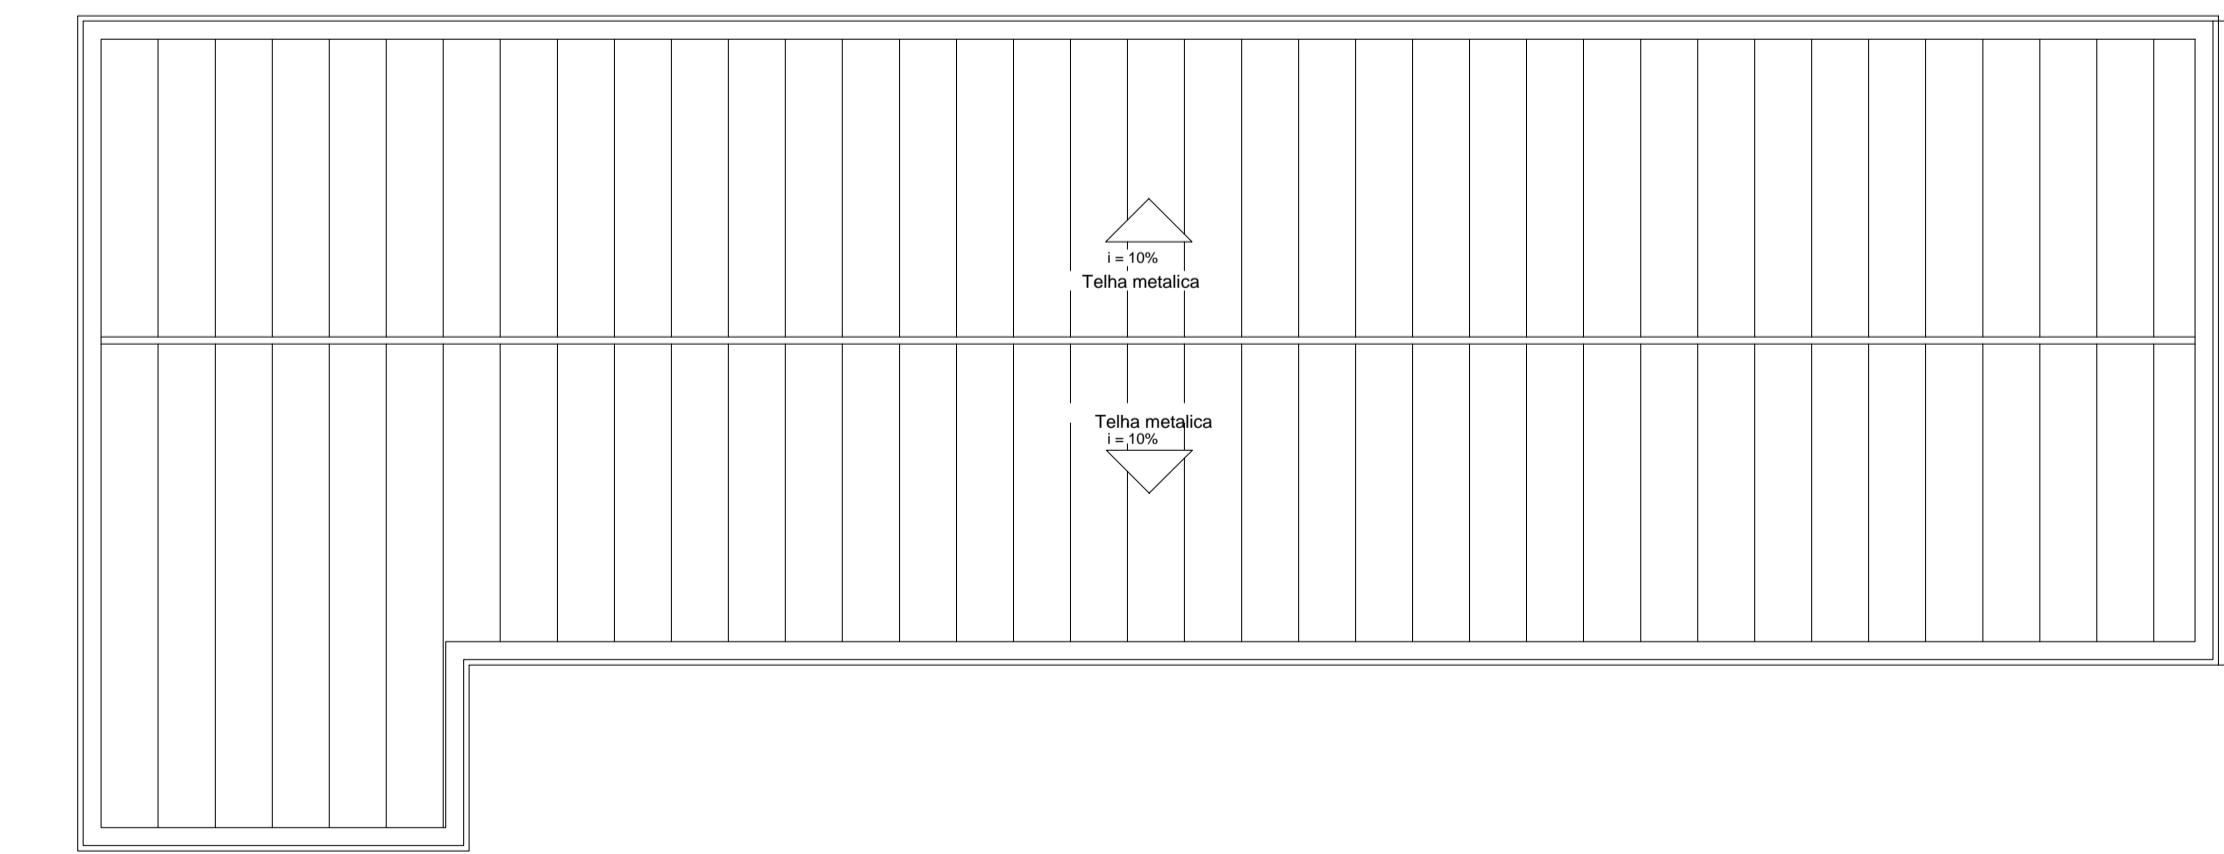 i = 10%
Telha metalica
Telha metalica
i = 10%